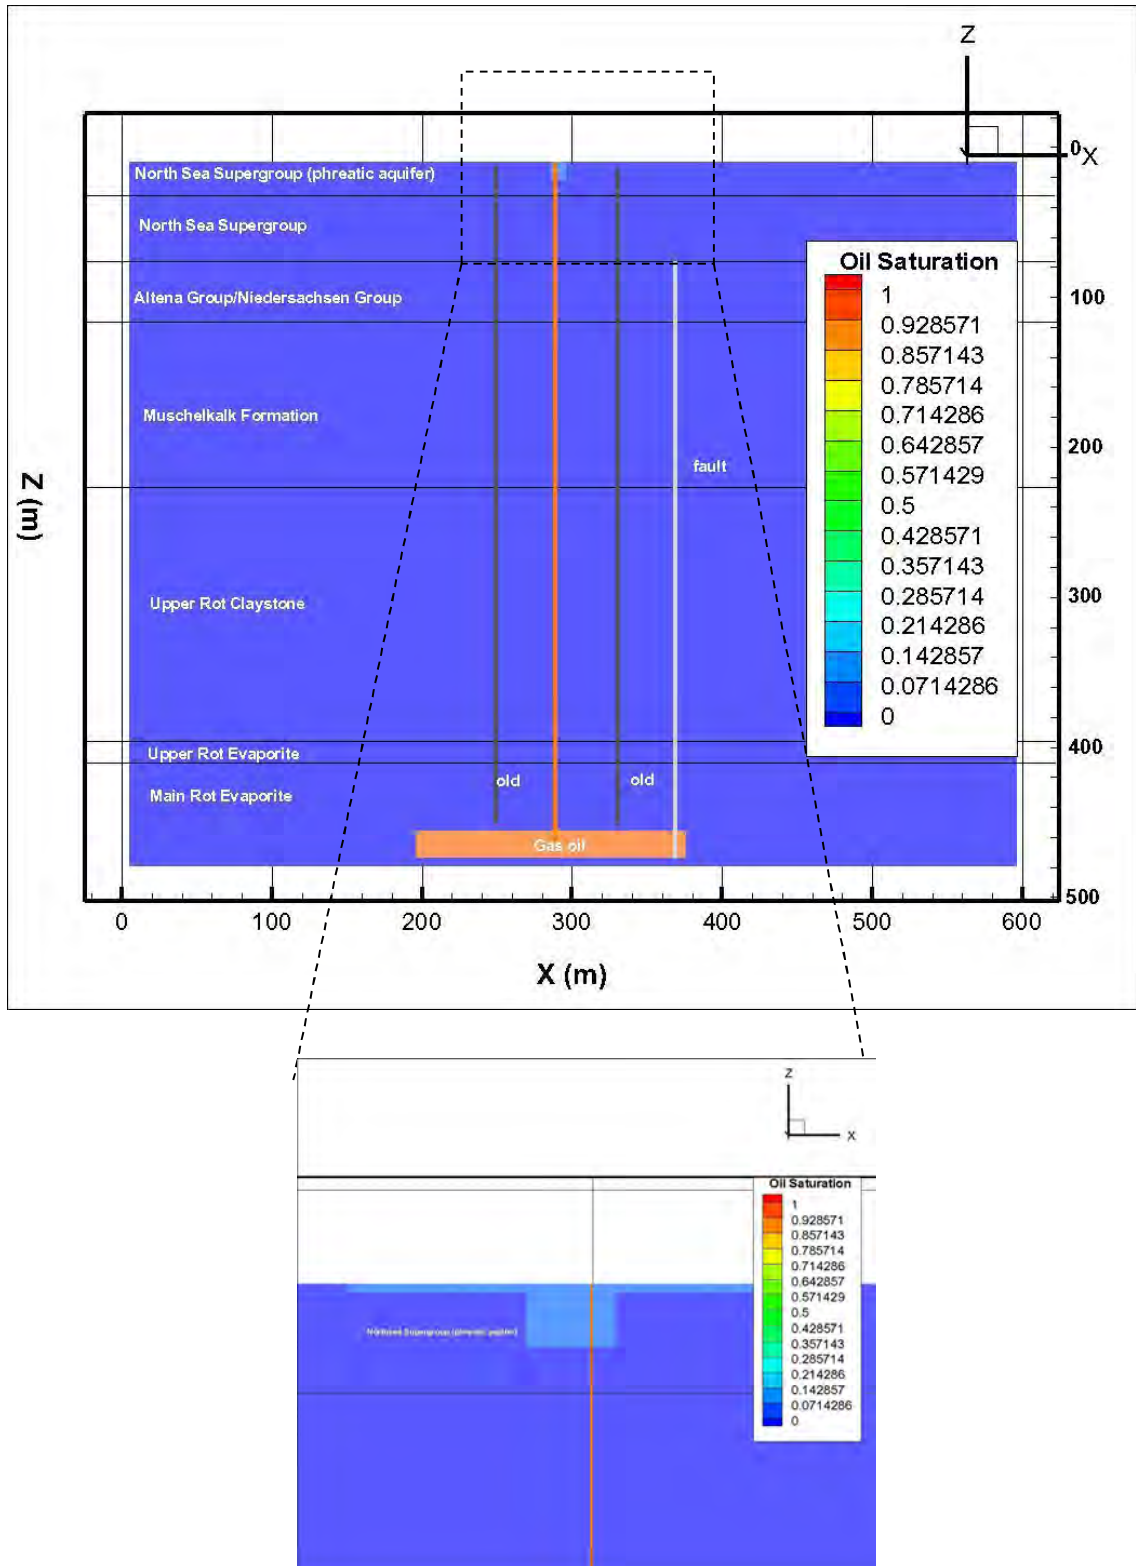 Z
X
0
North Sea Supergroup (phreatic aquifer)
North Sea Supergroup
Altena Group/Niedersachsen Group
Muschelkalk Formation
fault
Upper Rot Claystone
Upper Rot Evaporite
Main Rot Evaporite
old
old
Gas oil
Oil Saturation
1
0.928571
0.857143
0.785714
0.714286
0.642857
0.571429
0.5
0.428571
0.357143
0.285714
0.214286
0.142857
0.0714286
0
100
200
300
400
500
Z (m)
0
100
200
300
400
500
600
X (m)
Z
X
Oil Saturation
1
0.928571
0.857143
0.785714
0.714286
0.642857
0.571429
0.5
0.428571
0.357143
0.285714
0.214286
0.142857
0.0714286
0